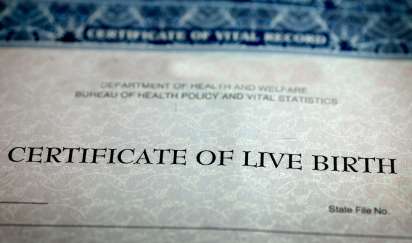 CERTIFICATE OF VITAL RECORD
DEPARTMENT OF HEALTH AND WELFARE
BUREAU OF HEALTH POLICY AND VITAL STATISTICS
CERTIFICATE OF LIVE BIRTH
State File No.